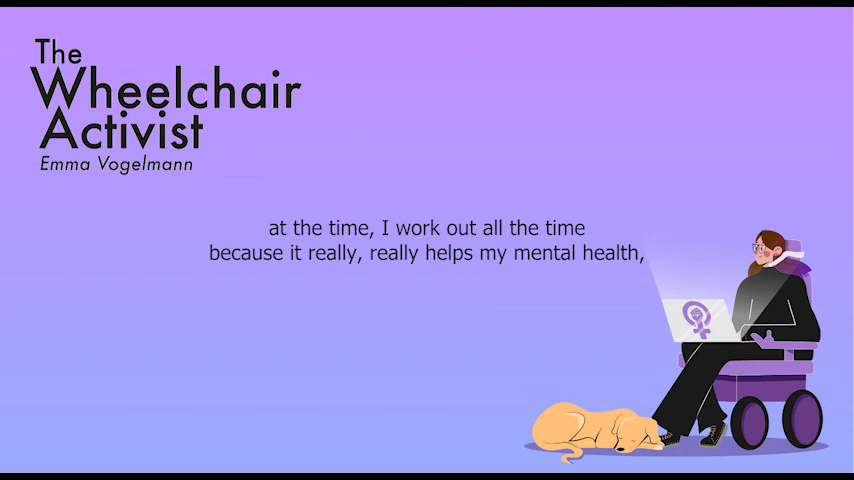 The
Wheelchair
Activist
Emma Vogelmann
at the time, I work out all the time
because it really, really helps my mental health,